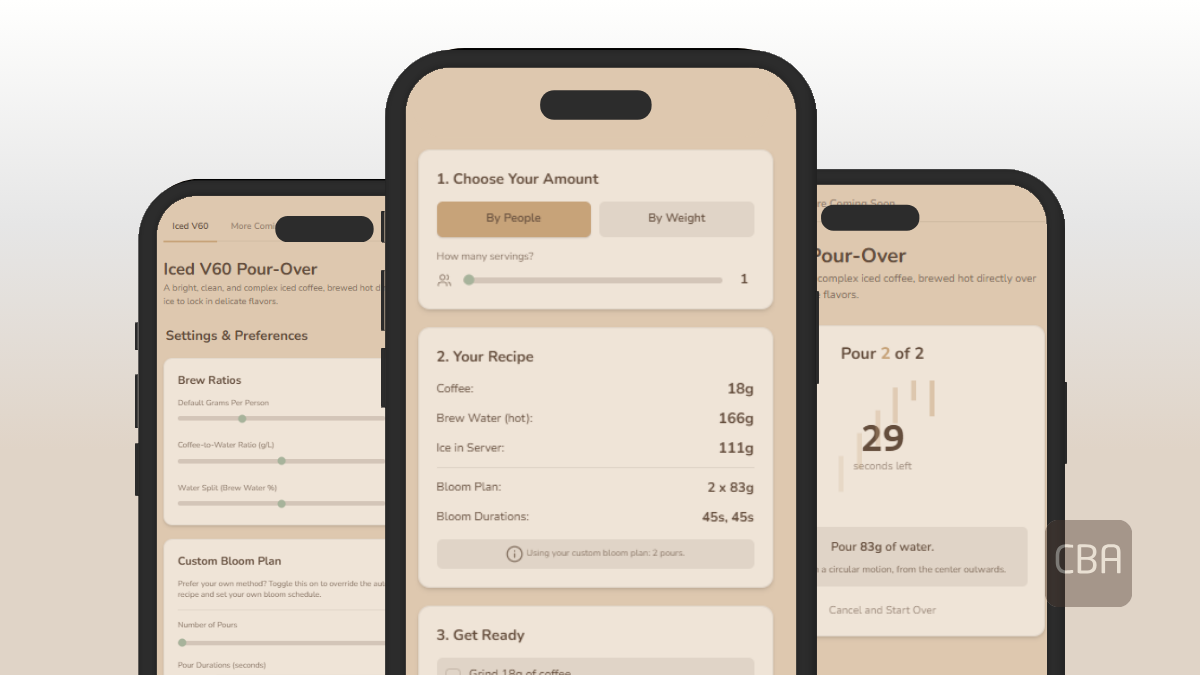 Iced V60
More Comi
Iced V60 Pour-Over
A bright, clean, and complex iced coffee, brewed hot d
ice to lock in delicate flavors.
Settings & Preferences
Brew Ratios
Default Grams Per Person
Coffee-to-Water Ratio (g/L)
Water Split (Brew Water %)
Custom Bloom Plan
Prefer your own method? Toggle this on to override the au
recipe and set your own bloom schedule.
Number of Pours
Pour Durations (seconds)
1. Choose Your Amount
By People
By Weight
How many servings?
1
2. Your Recipe
Coffee: 18g
Brew Water (hot): 166g
Ice in Server: 111g
Bloom Plan: 2 x 83g
Bloom Durations: 45s, 45s
Using your custom bloom plan: 2 pours.
3. Get Ready
Grind 18g of coffee
re Coming Soon
Pour-Over
complex iced coffee, brewed hot directly over
flavors.
Pour 2 of 2
29
seconds left
Pour 83g of water.
a circular motion, from the center outwards.
Cancel and Start Over
CBA